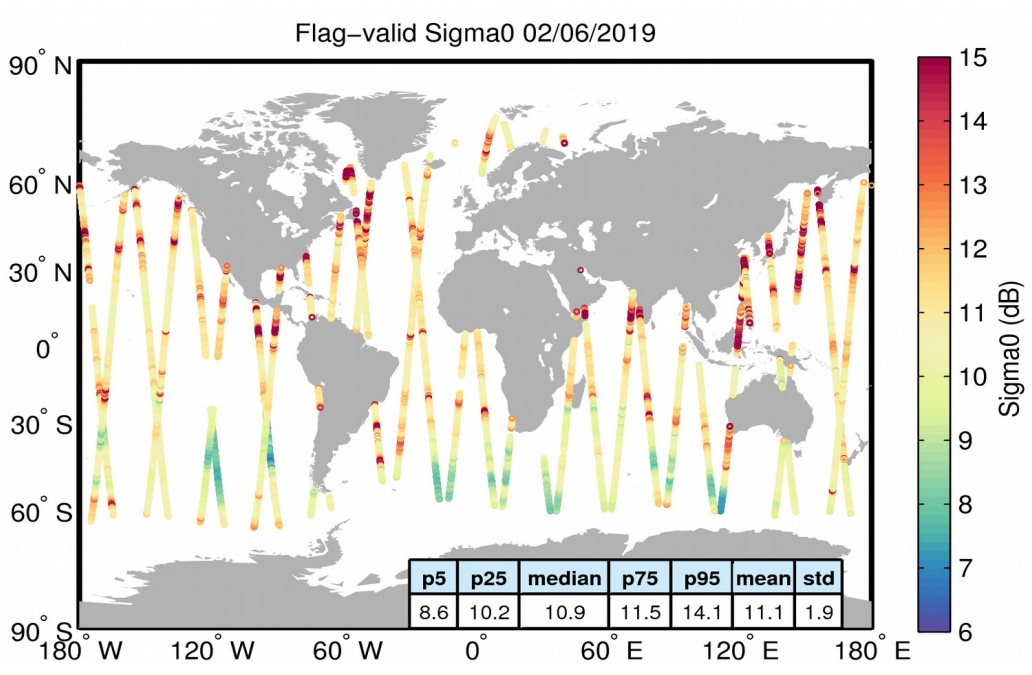 Flag−valid Sigma0 02/06/2019
90° N
60° N
30° N
0°
30° S
60° S
90° S
180° W
120° W
60° W
0°
60° E
120° E
180° E
p5 p25 median p75 p95 mean std
8.6 10.2 10.9 11.5 14.1 11.1 1.9
15
14
13
12
11
10
9
8
7
6
Sigma0 (dB)